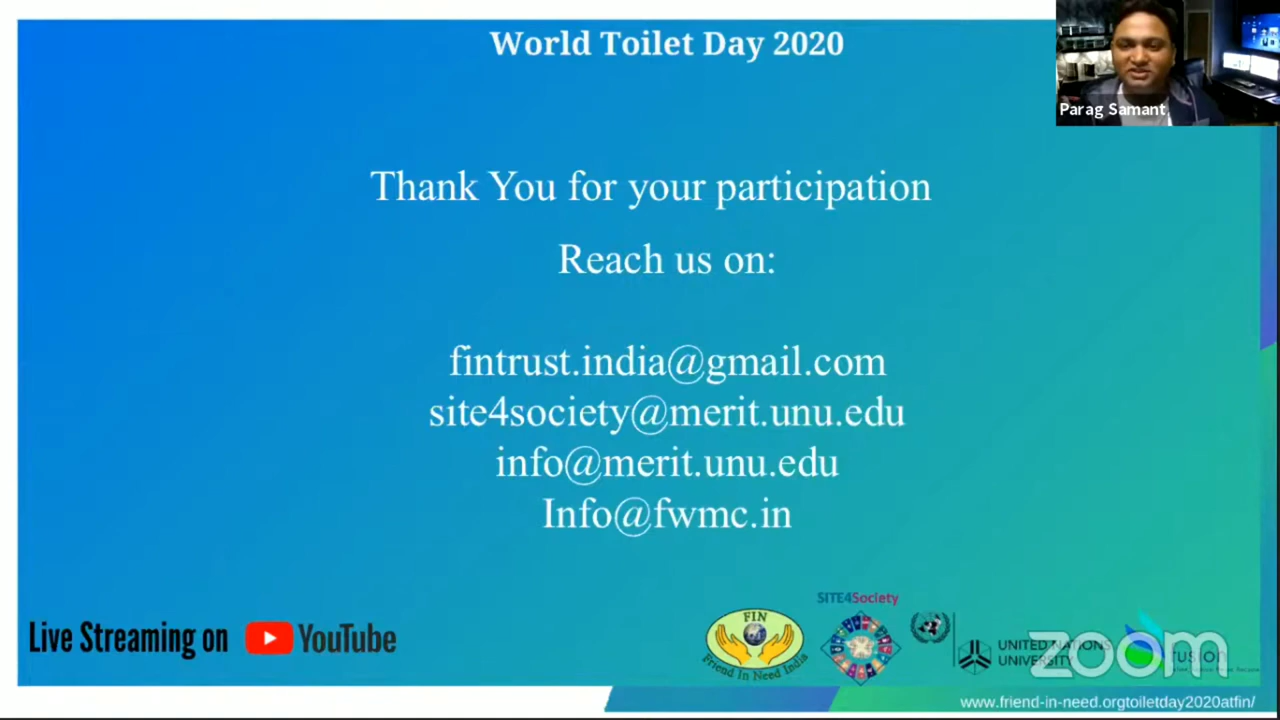 World Toilet Day 2020
Parag Samant
Thank You for your participation
Reach us on:
fintrust.india@gmail.com
site4society@merit.unu.edu
info@merit.unu.edu
Info@fwmc.in
Live Streaming on YouTube
FIN
Friend In Need India
SITE4Society
UNITED NATIONS
UNIVERSITY
zoom
fusion
www.friend-in-need.orgtoiletday2020atfin/